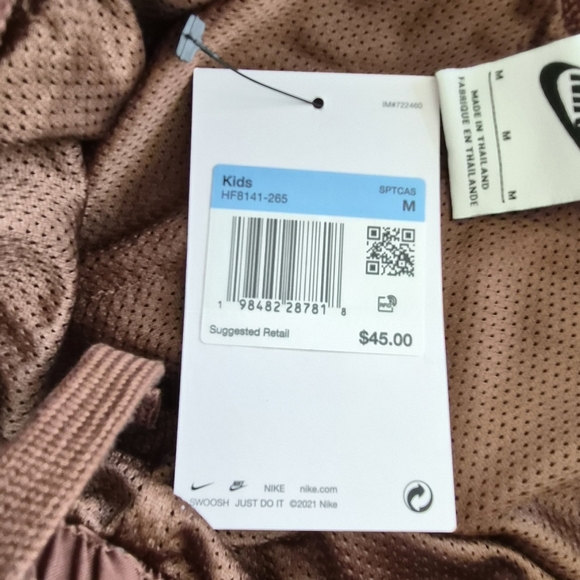 IM#722460
Kids
SPTCAS
HF8141-265
M
1 98482 28781 8
Suggested Retail
$45.00
NIKE nike.com
SWOOSH JUST DO IT ©2021 Nike
M M M
MADE IN THAILAND
FABRIQUE EN THAILANDE